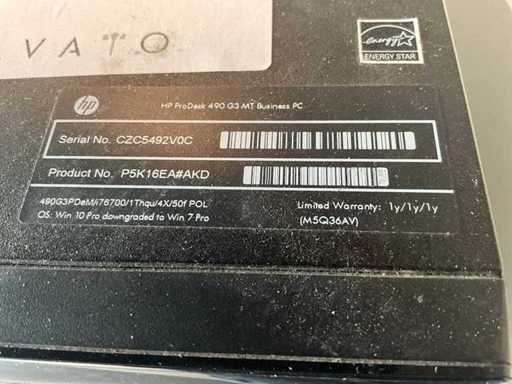 VATO
energy
ENERGY STAR
hp
HP ProDesk 490 G3 MT Business PC
Serial No. CZC5492V0C
Product No. P5K16EA#AKD
490G3PDeM/i76700/1Thqu/4X/50f POL
OS: Win 10 Pro downgraded to Win 7 Pro
Limited Warranty: 1y/1y/1y
(M5Q36AV)